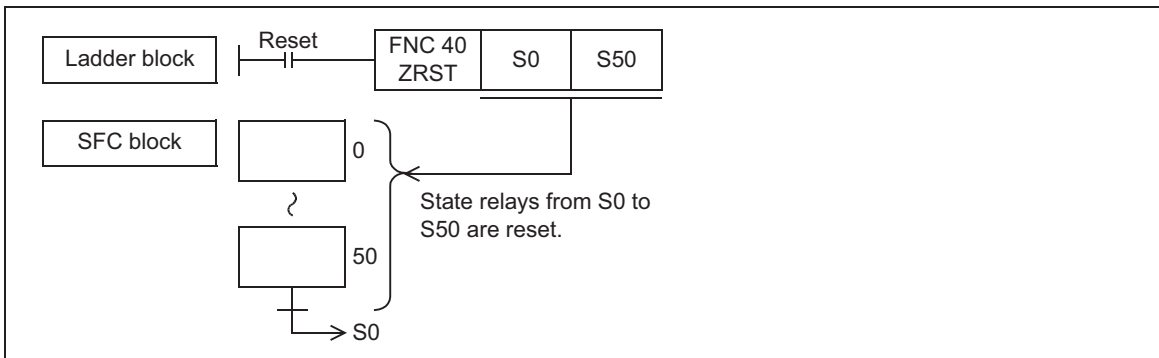 Reset
Ladder block
FNC 40
ZRST
S0
S50
SFC block
0
State relays from S0 to
S50 are reset.
50
S0